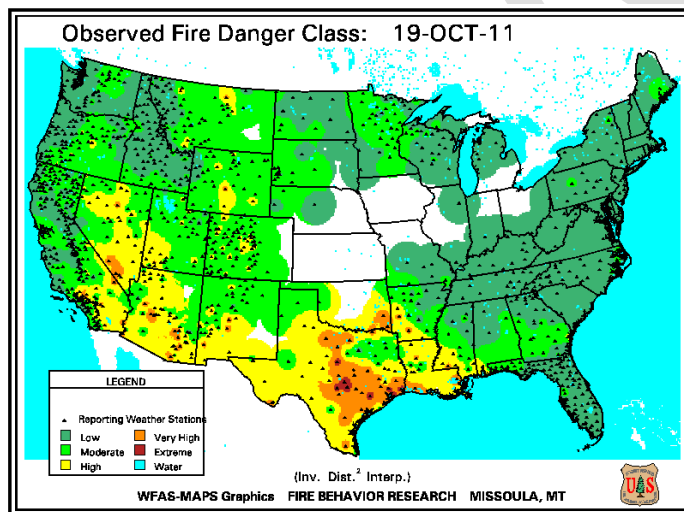 Observed Fire Danger Class: 19-OCT-11
LEGEND
Reporting Weather Stations
Low
Very High
Moderate
Extreme
High
Water
(Inv. Dist.² Interp.)
WFAS-MAPS Graphics FIRE BEHAVIOR RESEARCH MISSOULA, MT
U S